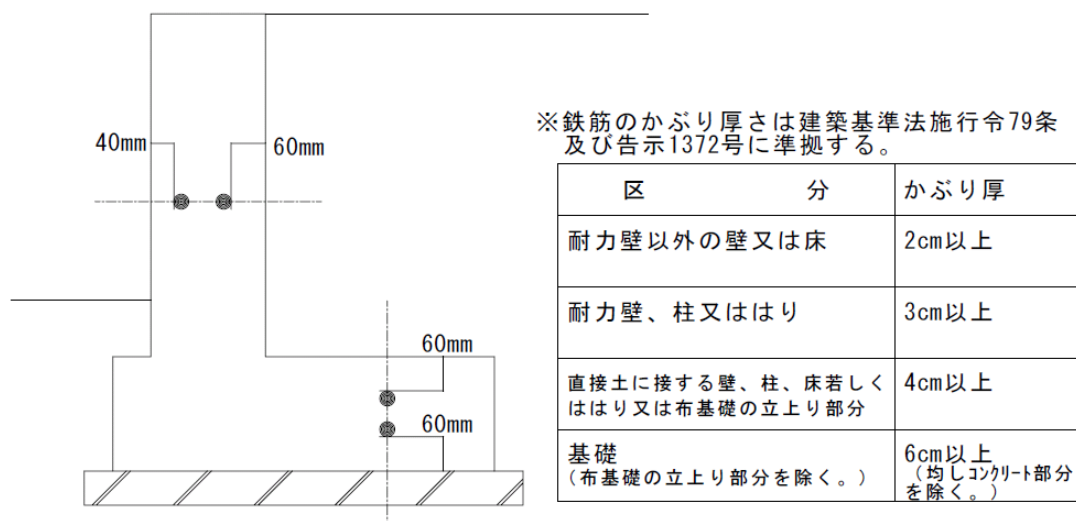 ※鉄筋のかぶり厚さは建築基準法施行令79条
及び告示1372号に準拠する。
40mm
60mm
60mm
60mm
区 分 かぶり厚
耐力壁以外の壁又は床 2cm以上
耐力壁、柱又ははり 3cm以上
直接土に接する壁、柱、床若しく
ははり又は布基礎の立上り部分
4cm以上
基礎
(布基礎の立上り部分を除く。)
6cm以上
(均しｺﾝｸﾘｰﾄ部分
を除く。)